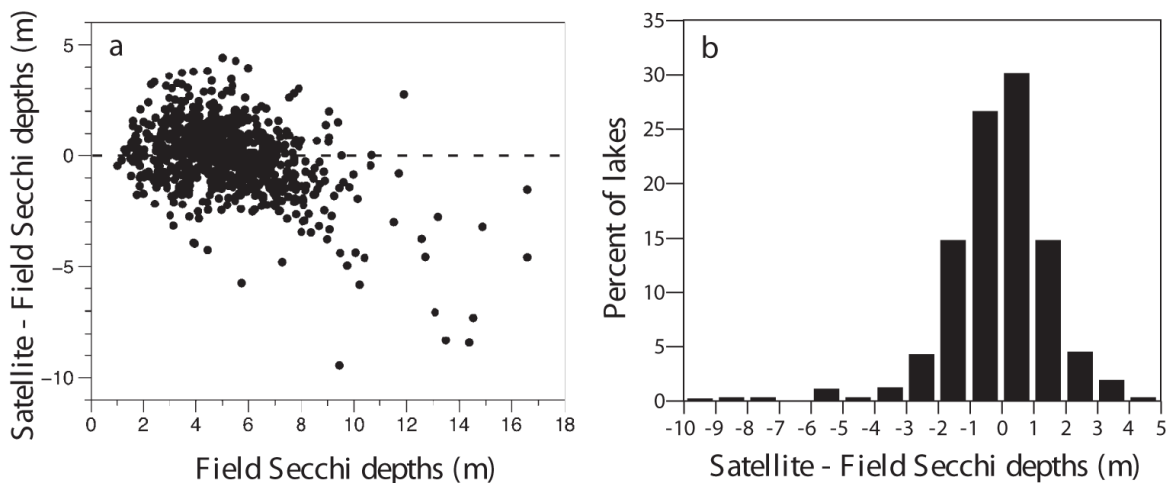 a
Satellite - Field Secchi depths (m)
5
0
−5
−10
0 2 4 6 8 10 12 14 16 18
Field Secchi depths (m)
b
Percent of lakes
35
30
25
20
15
10
5
0
-10 -9 -8 -7 -6 -5 -4 -3 -2 -1 0 1 2 3 4 5
Satellite - Field Secchi depths (m)